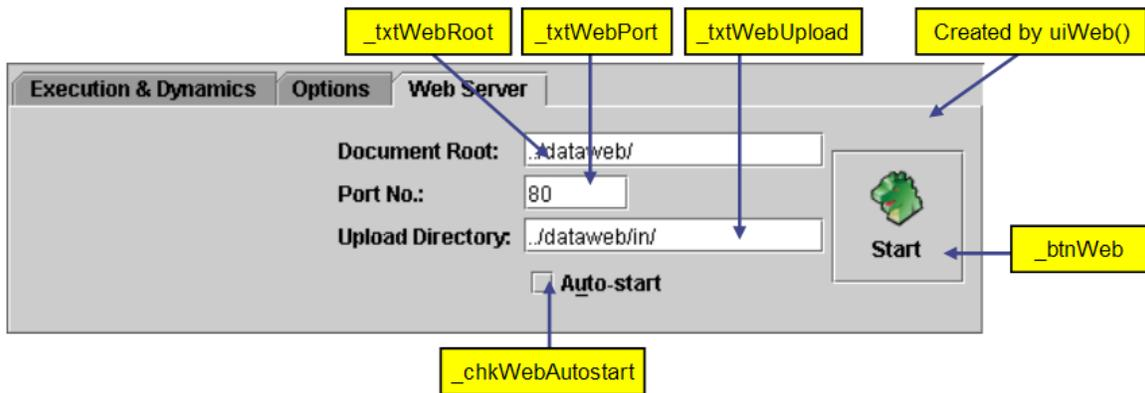 _txtWebRoot _txtWebPort _txtWebUpload Created by uiWeb()
Execution & Dynamics Options Web Server
Document Root: ../dataweb/
Port No.: 80
Upload Directory: ../dataweb/in/
Start
_btnWeb
Auto-start
_chkWebAutostart